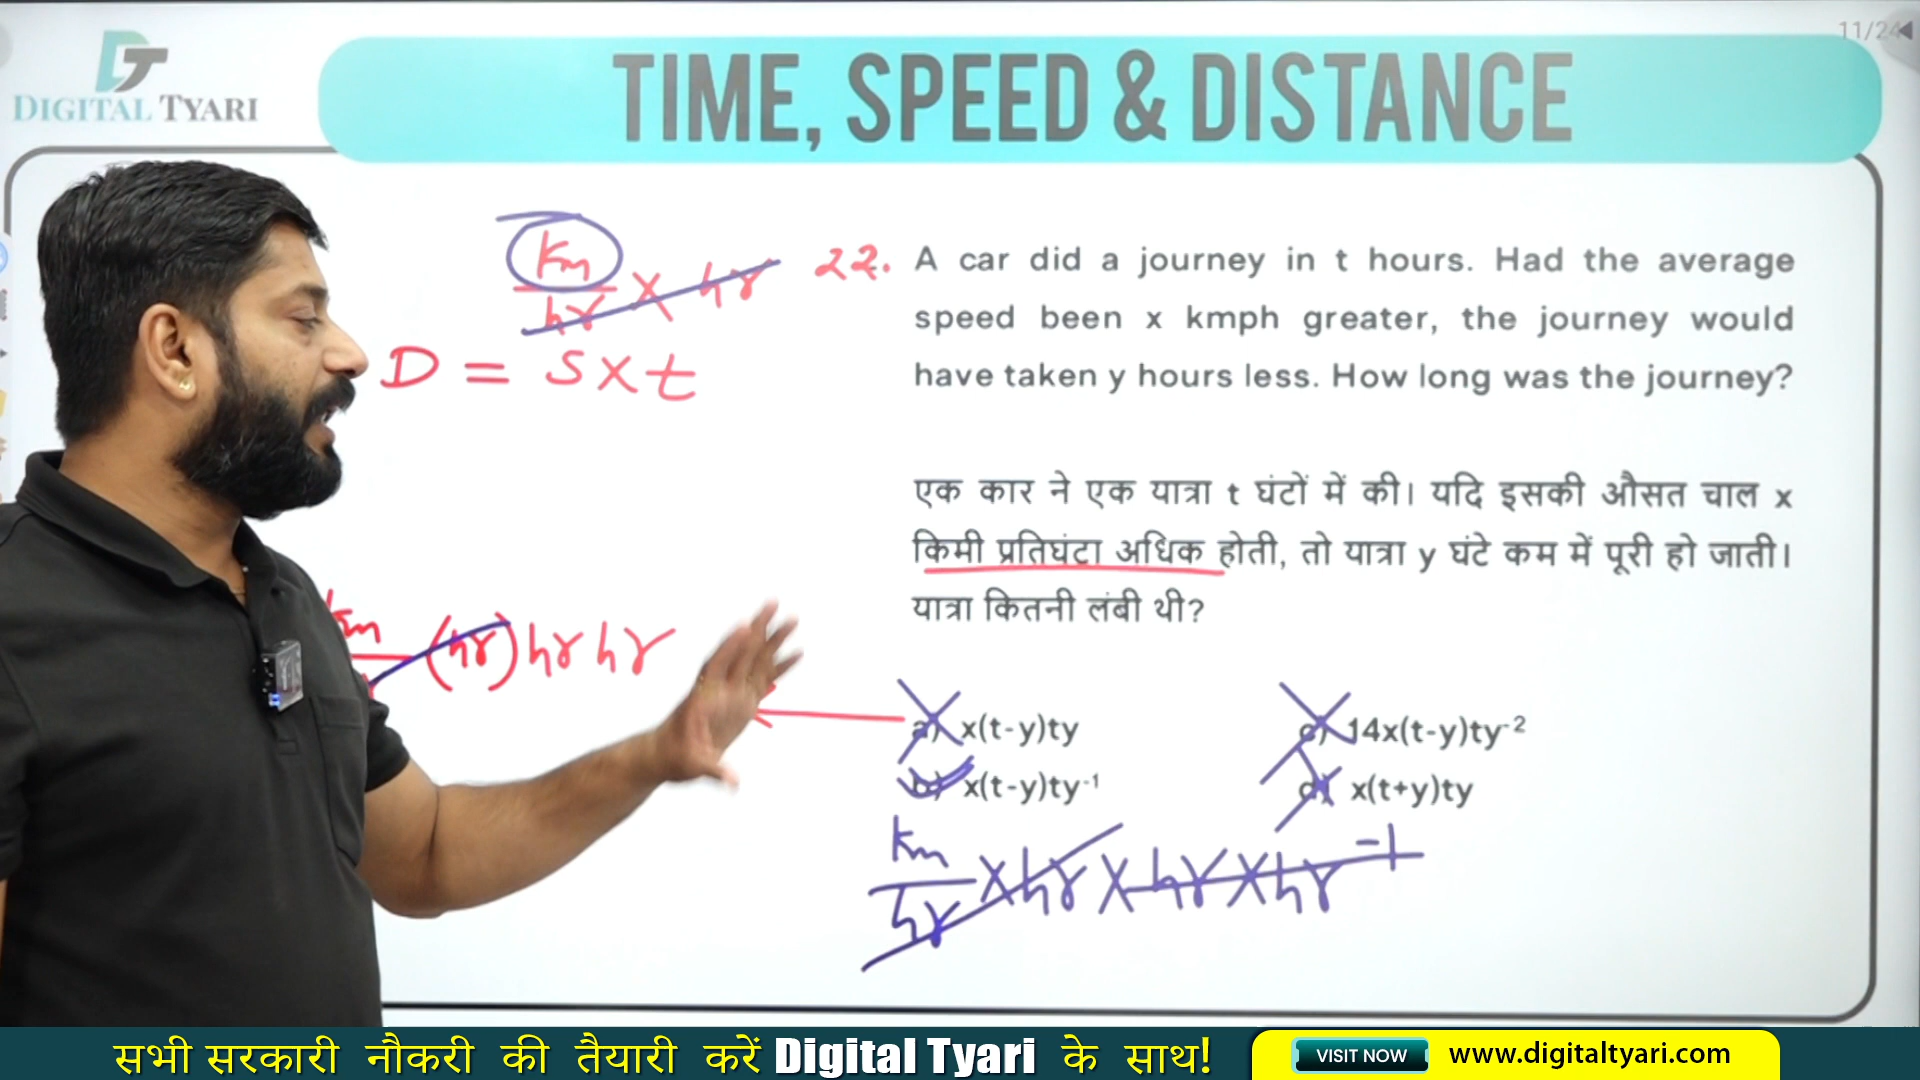 11/24
DT
DIGITAL TYARI
TIME, SPEED & DISTANCE
km
hr × hr
D = S × t
22. A car did a journey in t hours. Had the average
speed been x kmph greater, the journey would
have taken y hours less. How long was the journey?
एक कार ने एक यात्रा t घंटों में की। यदि इसकी औसत चाल x
किमी प्रतिघंटा अधिक होती, तो यात्रा y घंटे कम में पूरी हो जाती।
यात्रा कितनी लंबी थी?
km
(hr) hr hr
a) x(t-y)ty
b) x(t-y)ty⁻¹
c) 14x(t-y)ty⁻²
d) x(t+y)ty
km
hr × hr × hr × hr⁻¹
सभी सरकारी नौकरी की तैयारी करें Digital Tyari के साथ!
VISIT NOW www.digitaltyari.com